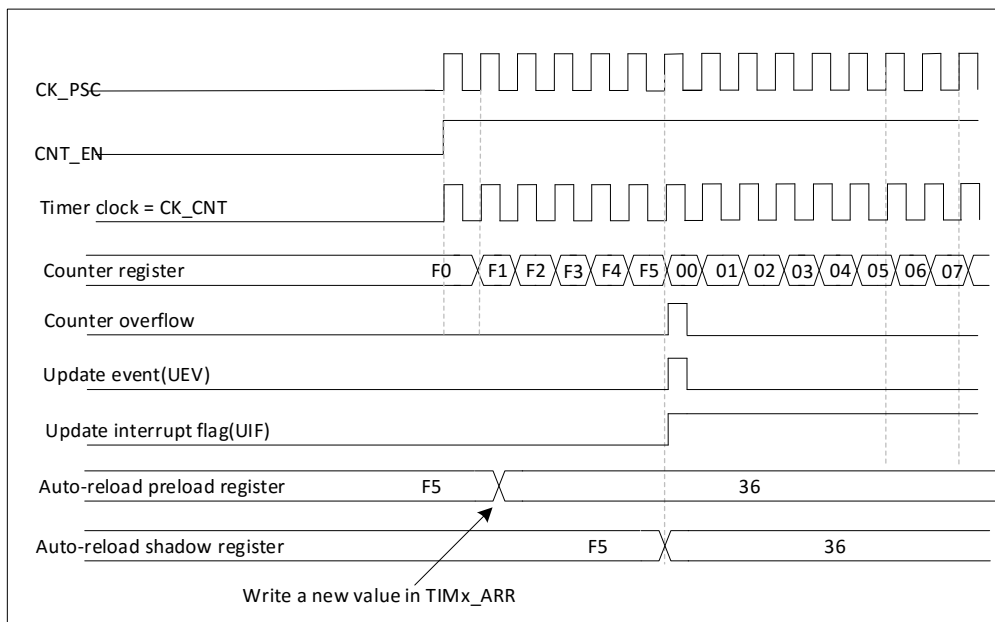 CK_PSC
CNT_EN
Timer clock = CK_CNT
Counter register F0 F1 F2 F3 F4 F5 00 01 02 03 04 05 06 07
Counter overflow
Update event(UEV)
Update interrupt flag(UIF)
Auto-reload preload register F5 36
Auto-reload shadow register F5 36
Write a new value in TIMx_ARR